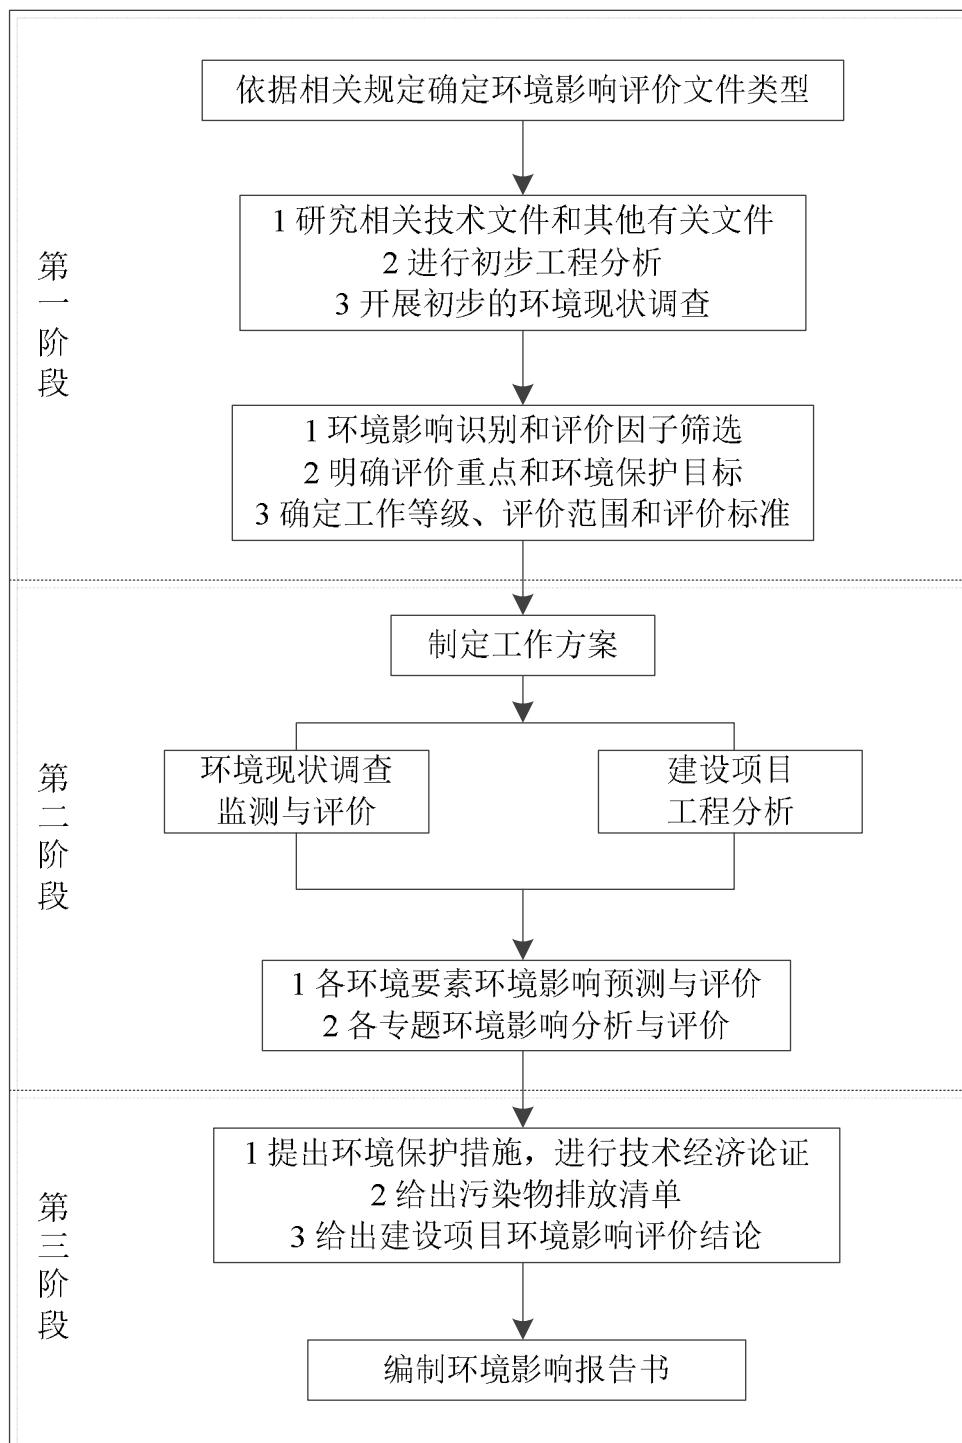 依据相关规定确定环境影响评价文件类型
第一阶段
1 研究相关技术文件和其他有关文件
2 进行初步工程分析
3 开展初步的环境现状调查
1 环境影响识别和评价因子筛选
2 明确评价重点和环境保护目标
3 确定工作等级、评价范围和评价标准
第二阶段
制定工作方案
环境现状调查
监测与评价
建设项目
工程分析
1 各环境要素环境影响预测与评价
2 各专题环境影响分析与评价
第三阶段
1 提出环境保护措施，进行技术经济论证
2 给出污染物排放清单
3 给出建设项目环境影响评价结论
编制环境影响报告书